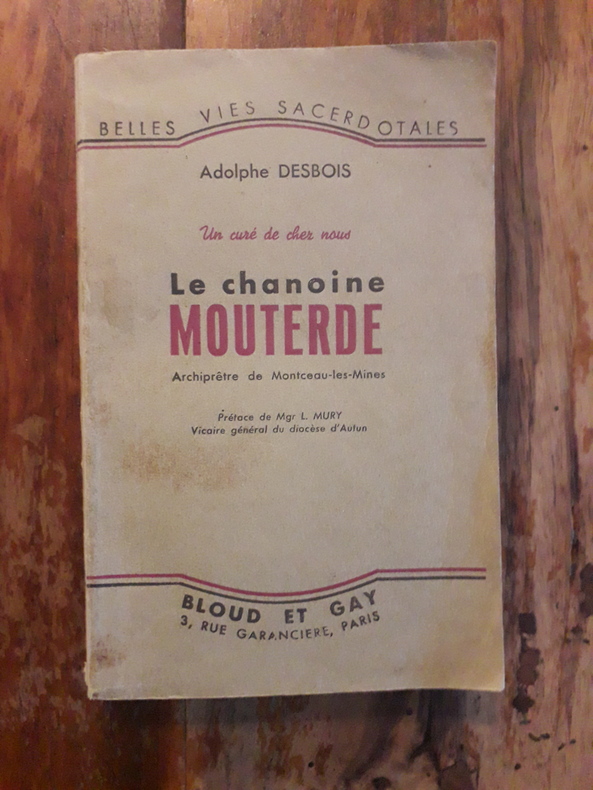 BELLES VIES SACERDOTALES
Adolphe DESBOIS
Un curé de chez nous
Le chanoine
MOUTERDE
Archiprêtre de Montceau-les-Mines
Préface de Mgr L. MURY
Vicaire général du diocèse d'Autun
BLOUD ET GAY
3, RUE GARANCIERE, PARIS